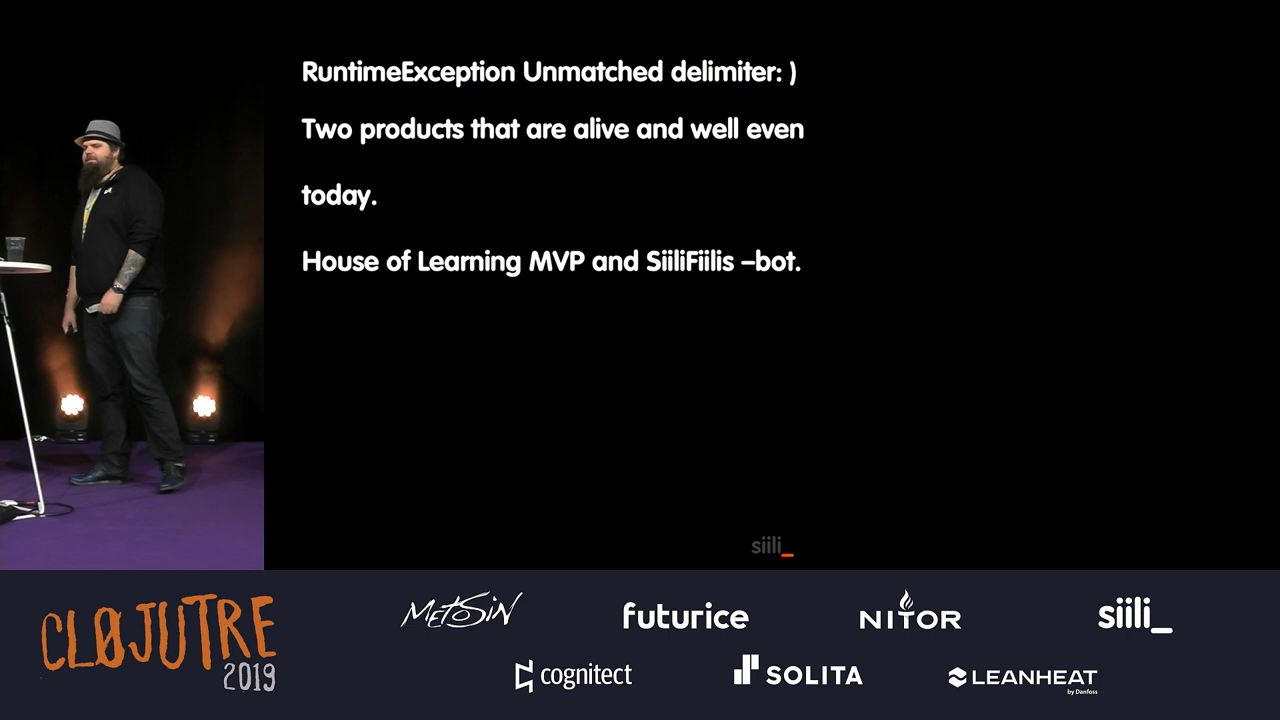 RuntimeException Unmatched delimiter: )
Two products that are alive and well even
today.
House of Learning MVP and SiiliFiilis –bot.
siili_
CLØJUTRE
2019
METOSIN
futurice
NITOR
siili_
cognitect
SOLITA
LEANHEAT
by Danfoss